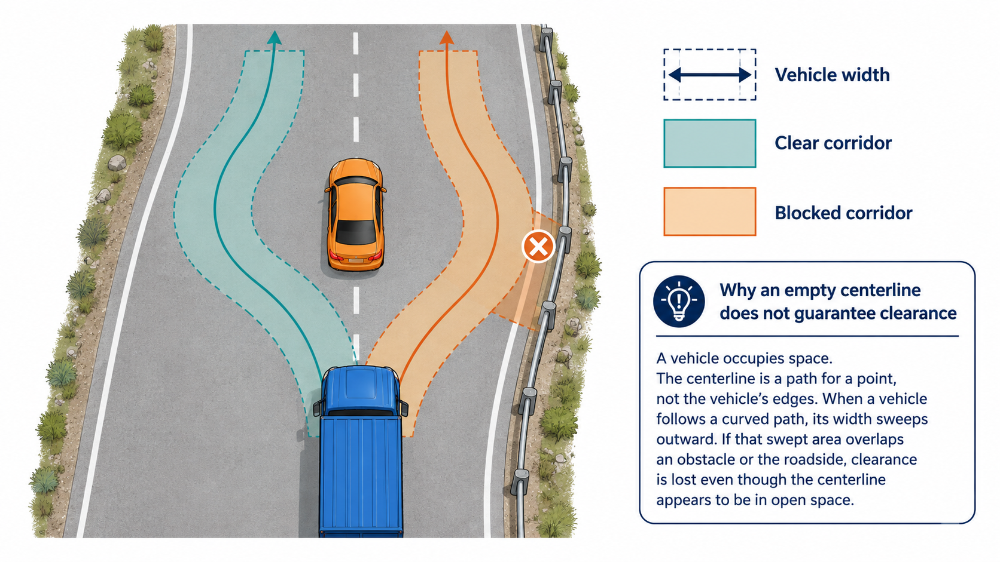 Vehicle width
Clear corridor
Blocked corridor
Why an empty centerline
does not guarantee clearance
A vehicle occupies space.
The centerline is a path for a point,
not the vehicle's edges. When a vehicle
follows a curved path, its width sweeps
outward. If that swept area overlaps
an obstacle or the roadside, clearance
is lost even though the centerline
appears to be in open space.